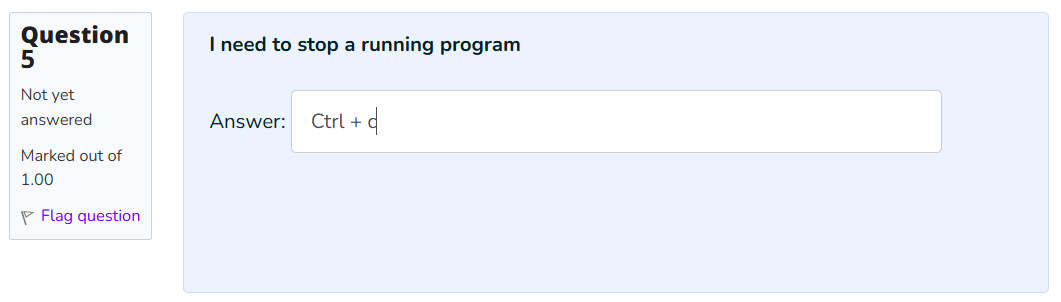 Question
5
Not yet
answered
Marked out of
1.00
Flag question
I need to stop a running program
Answer: Ctrl + c